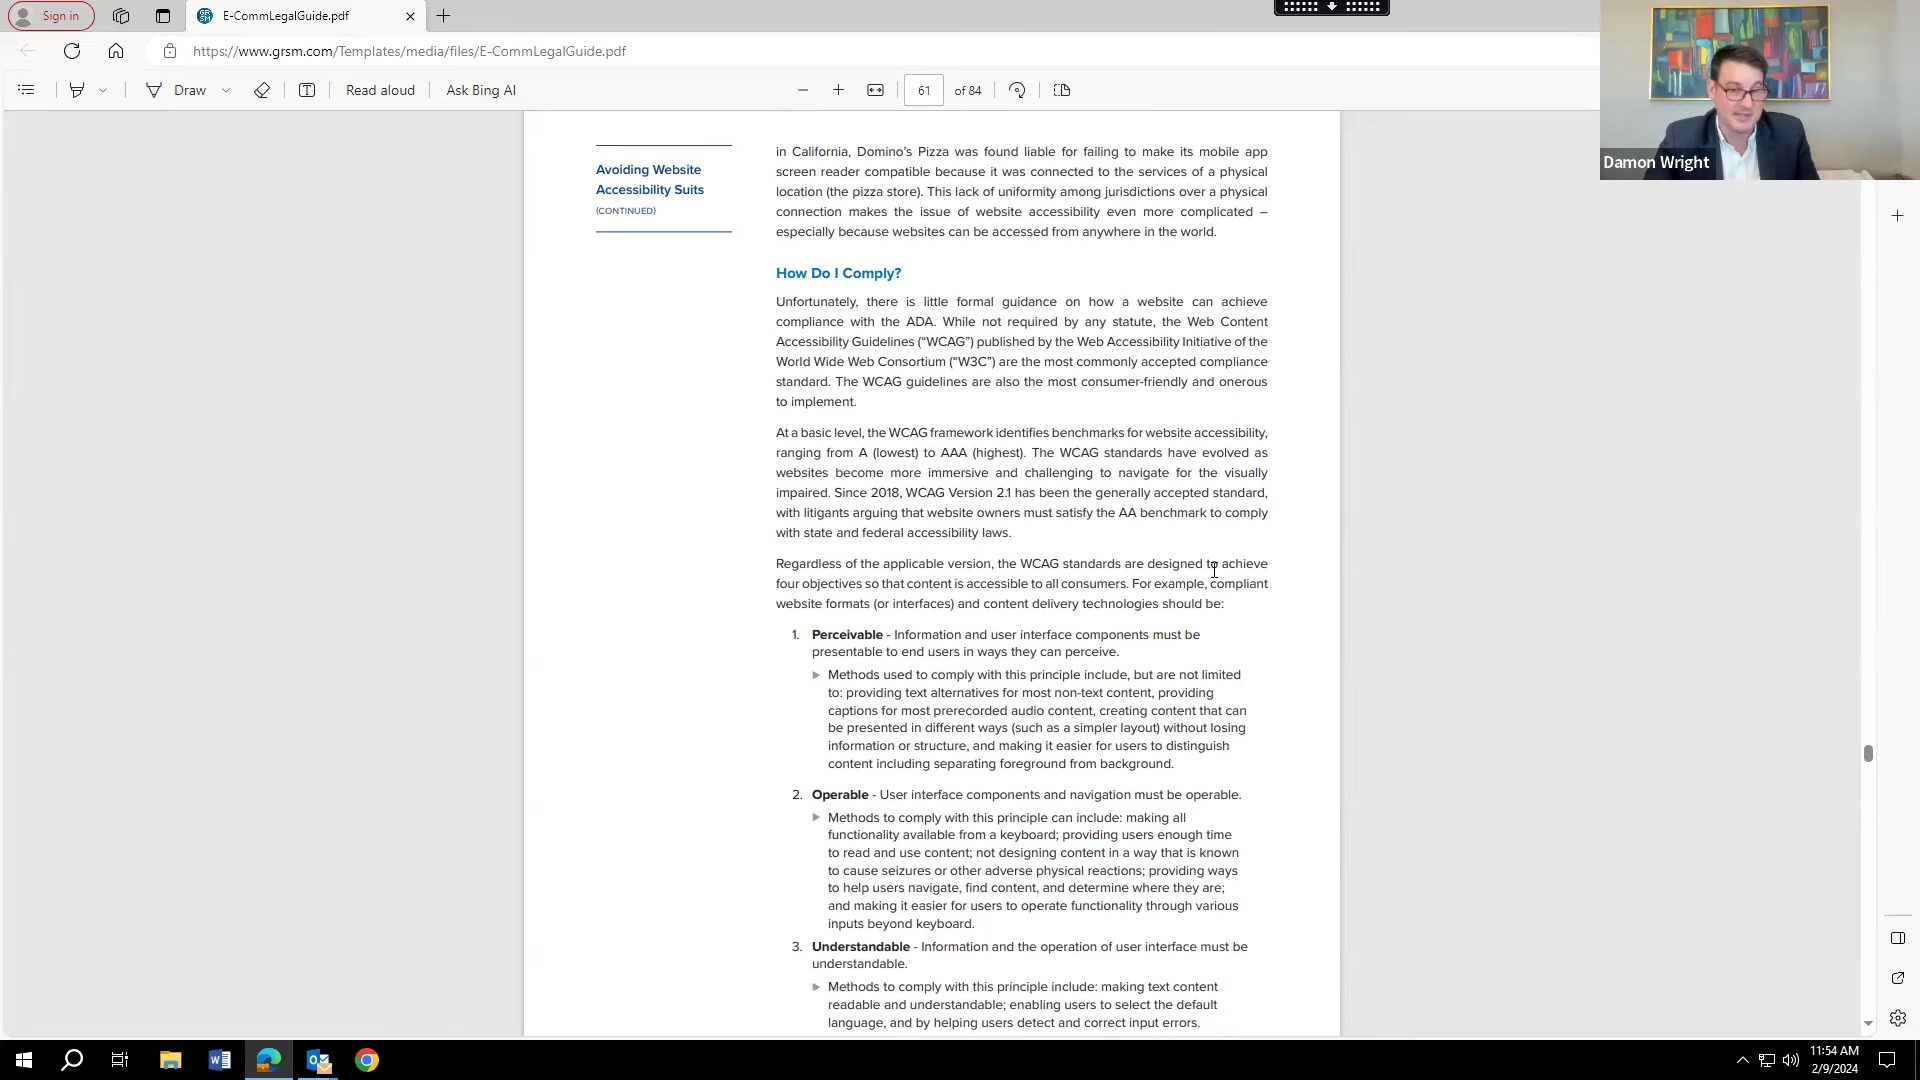 Sign in
E-CommLegalGuide.pdf
https://www.grsm.com/Templates/media/files/E-CommLegalGuide.pdf
Draw
Read aloud
Ask Bing AI
61
of 84
Damon Wright
Avoiding Website
Accessibility Suits
(CONTINUED)
in California, Domino's Pizza was found liable for failing to make its mobile app
screen reader compatible because it was connected to the services of a physical
location (the pizza store). This lack of uniformity among jurisdictions over a physical
connection makes the issue of website accessibility even more complicated –
especially because websites can be accessed from anywhere in the world.
How Do I Comply?
Unfortunately, there is little formal guidance on how a website can achieve
compliance with the ADA. While not required by any statute, the Web Content
Accessibility Guidelines (“WCAG”) published by the Web Accessibility Initiative of the
World Wide Web Consortium (“W3C”) are the most commonly accepted compliance
standard. The WCAG guidelines are also the most consumer-friendly and onerous
to implement.
At a basic level, the WCAG framework identifies benchmarks for website accessibility,
ranging from A (lowest) to AAA (highest). The WCAG standards have evolved as
websites become more immersive and challenging to navigate for the visually
impaired. Since 2018, WCAG Version 2.1 has been the generally accepted standard,
with litigants arguing that website owners must satisfy the AA benchmark to comply
with state and federal accessibility laws.
Regardless of the applicable version, the WCAG standards are designed to achieve
four objectives so that content is accessible to all consumers. For example, compliant
website formats (or interfaces) and content delivery technologies should be:
1. Perceivable - Information and user interface components must be
presentable to end users in ways they can perceive.
Methods used to comply with this principle include, but are not limited
to: providing text alternatives for most non-text content, providing
captions for most prerecorded audio content, creating content that can
be presented in different ways (such as a simpler layout) without losing
information or structure, and making it easier for users to distinguish
content including separating foreground from background.
2. Operable - User interface components and navigation must be operable.
Methods to comply with this principle can include: making all
functionality available from a keyboard; providing users enough time
to read and use content; not designing content in a way that is known
to cause seizures or other adverse physical reactions; providing ways
to help users navigate, find content, and determine where they are;
and making it easier for users to operate functionality through various
inputs beyond keyboard.
3. Understandable - Information and the operation of user interface must be
understandable.
Methods to comply with this principle include: making text content
readable and understandable; enabling users to select the default
language, and by helping users detect and correct input errors.
11:54 AM
2/9/2024